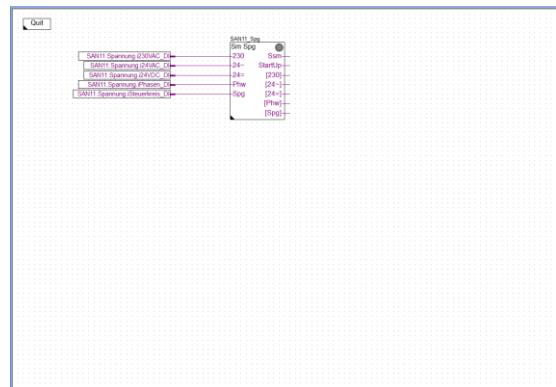 Quit
SAN11_Spg
Sm Spg
SAN11.Spannung.i230VAC_DI 230 Ssm
SAN11.Spannung.i24VAC_DI 24~ StartUp
SAN11.Spannung.i24VDC_DI 24= [230]
SAN11.Spannung.iPhasen_DI Phw [24~]
SAN11.Spannung.iSteuerkreis_DI Spg [24=]
[Phw]
[Spg]